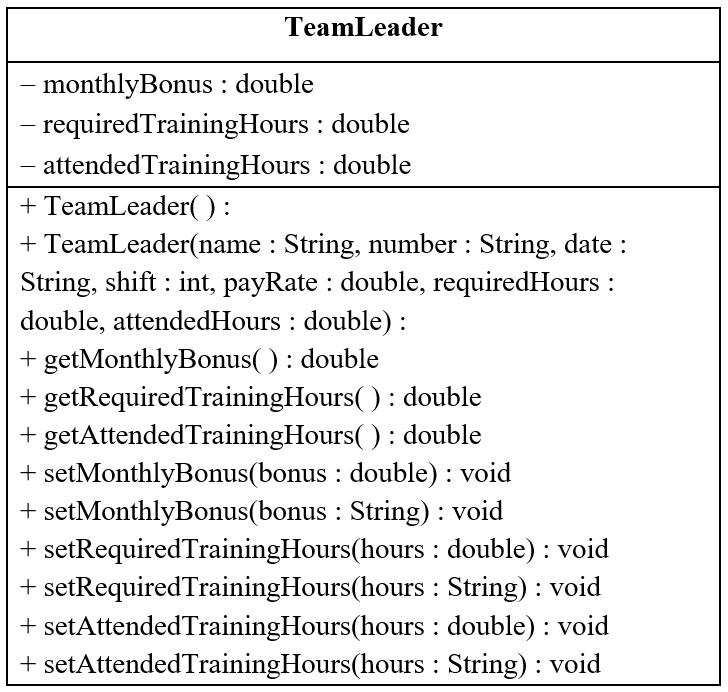 TeamLeader
– monthlyBonus : double
– requiredTrainingHours : double
– attendedTrainingHours : double
+ TeamLeader( ) :
+ TeamLeader(name : String, number : String, date :
String, shift : int, payRate : double, requiredHours :
double, attendedHours : double) :
+ getMonthlyBonus( ) : double
+ getRequiredTrainingHours( ) : double
+ getAttendedTrainingHours( ) : double
+ setMonthlyBonus(bonus : double) : void
+ setMonthlyBonus(bonus : String) : void
+ setRequiredTrainingHours(hours : double) : void
+ setRequiredTrainingHours(hours : String) : void
+ setAttendedTrainingHours(hours : double) : void
+ setAttendedTrainingHours(hours : String) : void